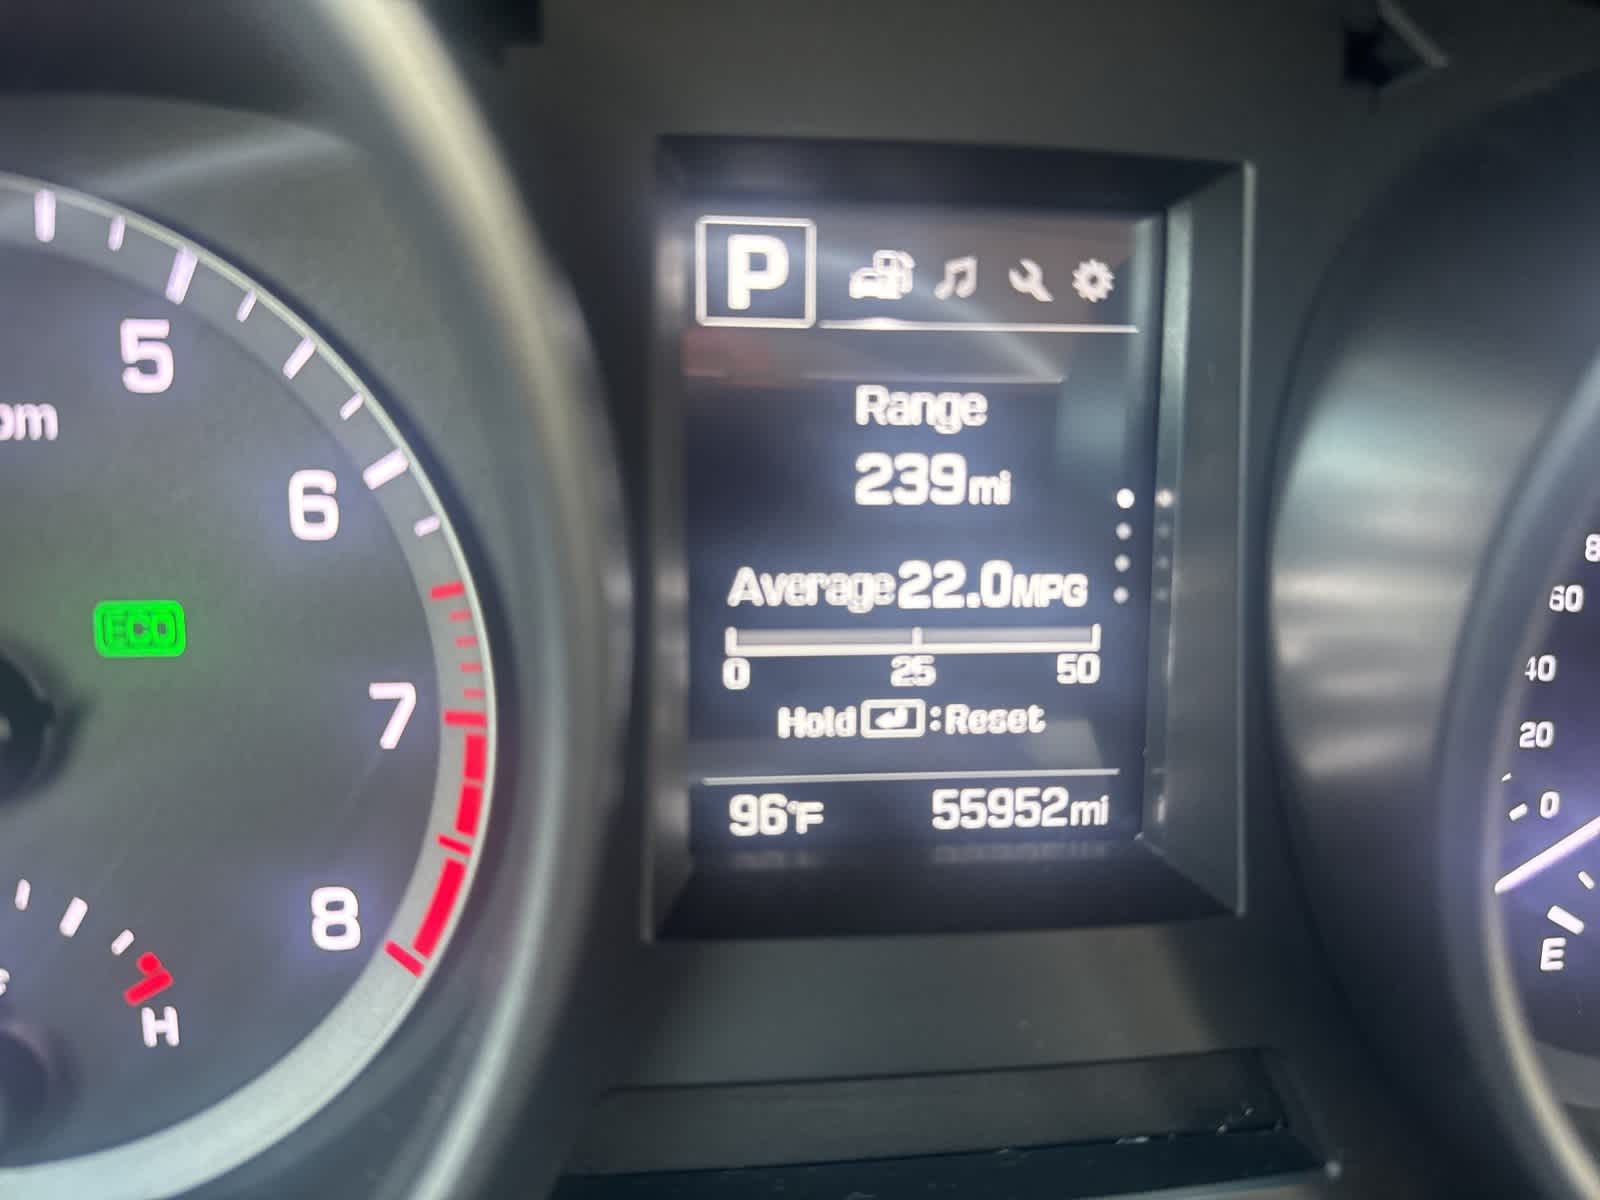 5
6
7
8
ECO
H
P
Range
239mi
Average 22.0MPG
0 25 50
Hold :Reset
96°F 55952mi
60
40
20
0
E